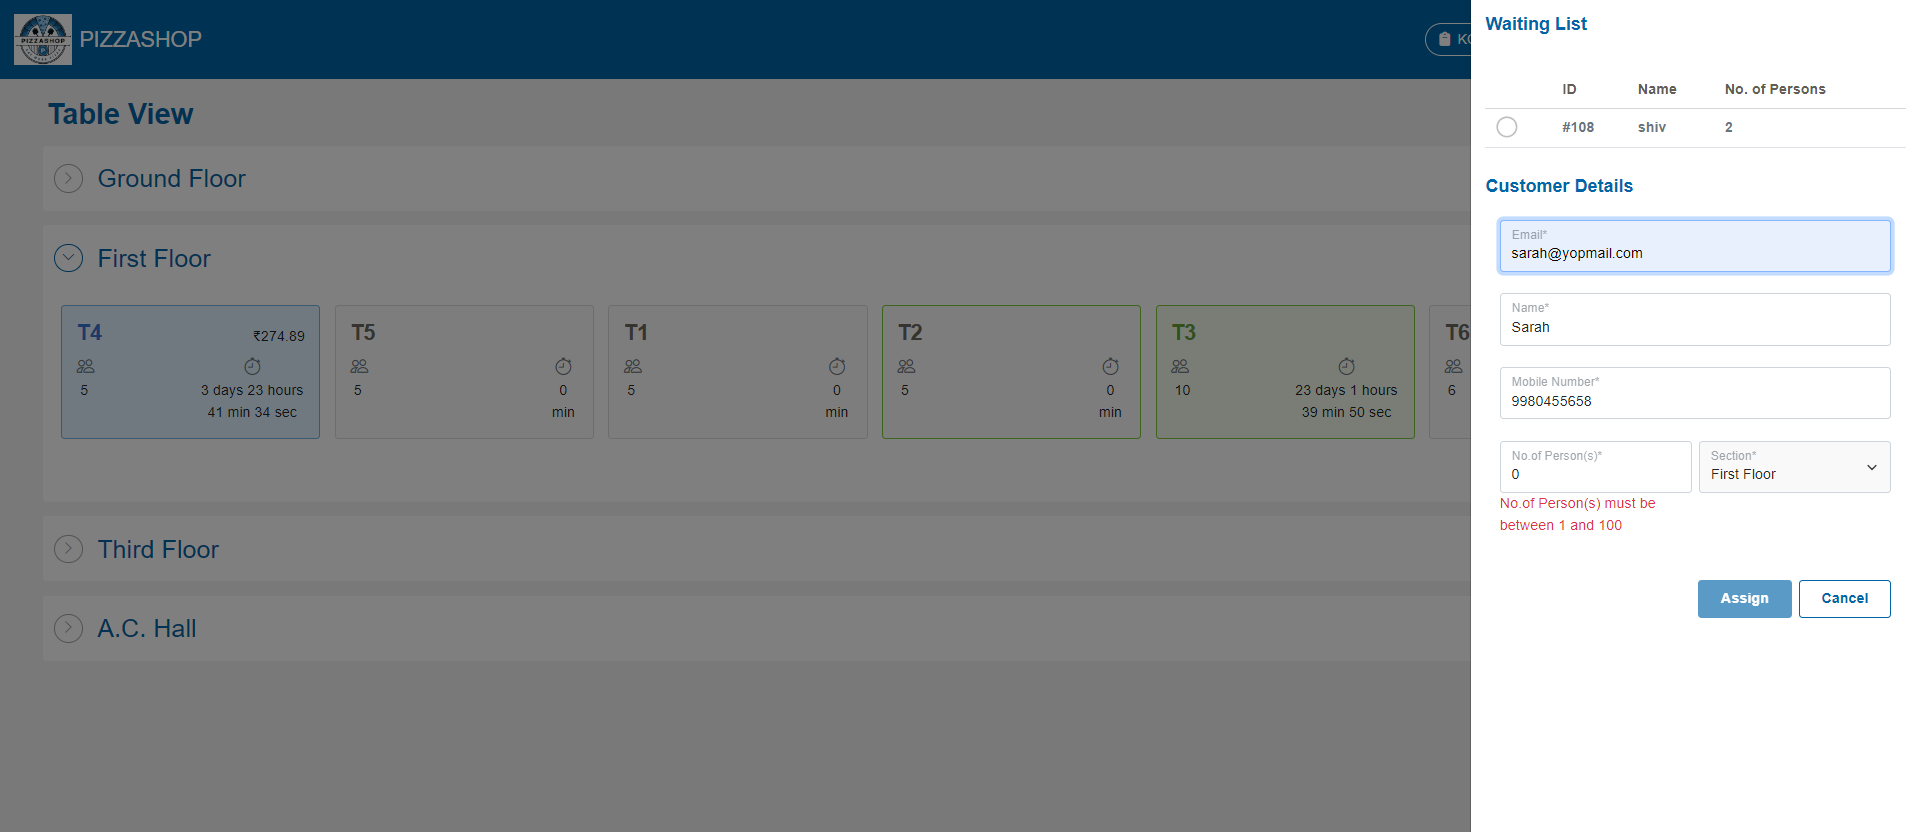 PIZZASHOP
PIZZASHOP
Table View
Ground Floor
First Floor
T4 ₹274.89
5 3 days 23 hours
41 min 34 sec
T5
5 0
min
T1
5 0
min
T2
5 0
min
T3
10 23 days 1 hours
39 min 50 sec
T6
6
Third Floor
A.C. Hall
Waiting List
ID Name No. of Persons
#108 shiv 2
Customer Details
Email*
sarah@yopmail.com
Name*
Sarah
Mobile Number*
9980455658
No.of Person(s)* Section*
0 First Floor
No.of Person(s) must be
between 1 and 100
Assign Cancel